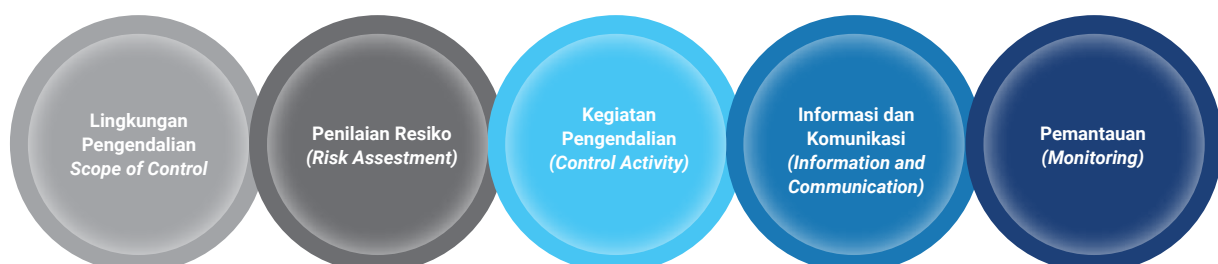 Lingkungan
Pengendalian
Scope of Control
Penilaian Resiko
(Risk Assestment)
Kegiatan
Pengendalian
(Control Activity)
Informasi dan
Komunikasi
(Information and
Communication)
Pemantauan
(Monitoring)